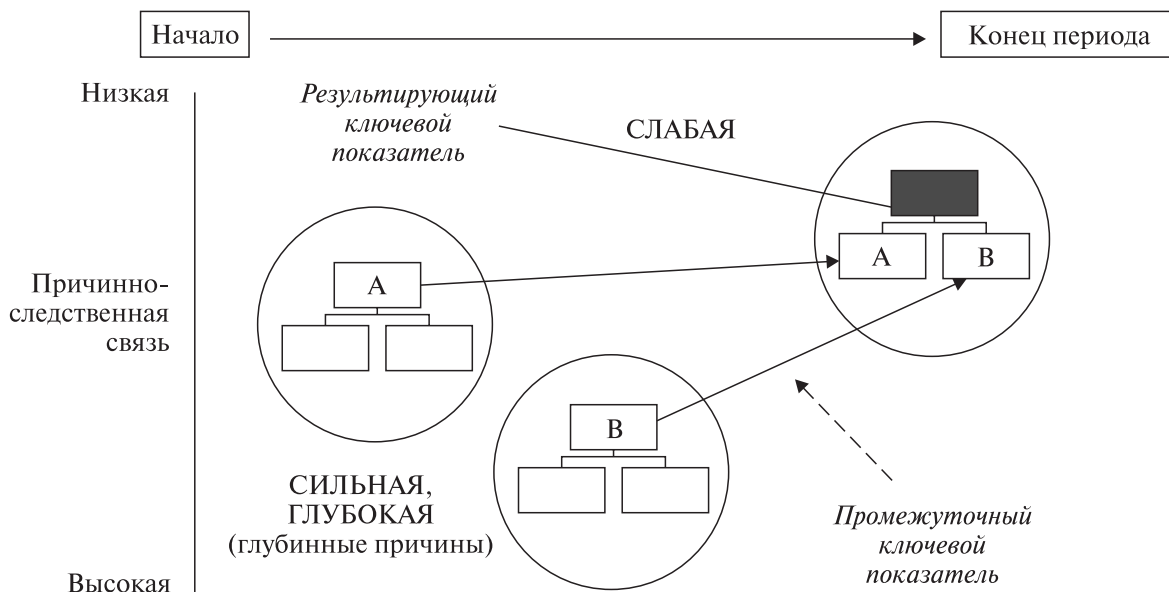 Начало
Конец периода
Низкая
Результирующий
ключевой
показатель
СЛАБАЯ
A
B
Причинно-
следственная
связь
A
B
СИЛЬНАЯ,
ГЛУБОКАЯ
(глубинные причины)
Промежуточный
ключевой
показатель
Высокая